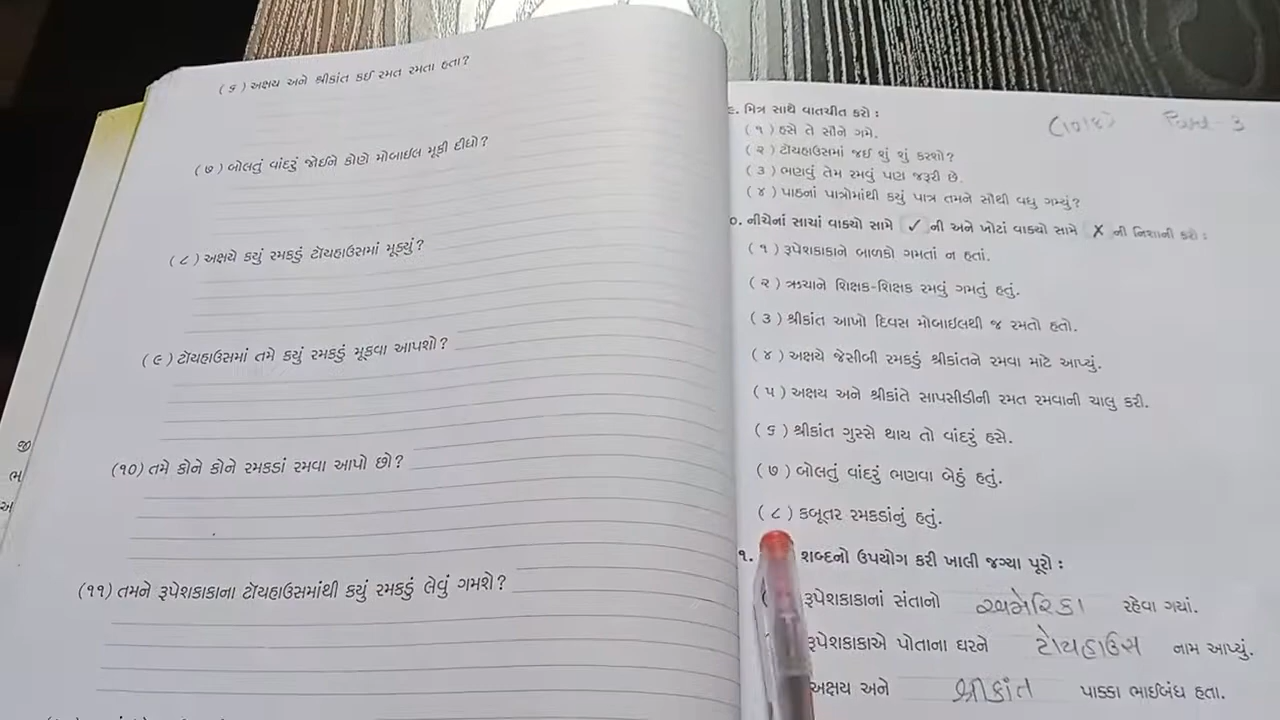 (૬) અક્ષય અને શ્રીકાંત કઈ રમત રમતા હતા?
(૭) બોલતું વાંદરું જોઈને કોણે મોબાઈલ મૂકી દીધો?
(૮) અક્ષયે કયું રમકડું ટૉયહાઉસમાં મૂક્યું?
(૯) ટૉયહાઉસમાં તમે કયું રમકડું મૂકવા આપશો?
(૧૦) તમે કોને કોને રમકડાં રમવા આપો છો?
(૧૧) તમને રૂપેશકાકાના ટૉયહાઉસમાંથી કયું રમકડું લેવું ગમશે?
૯. મિત્ર સાથે વાતચીત કરો :
(૧) હસે તે સૌને ગમે.
(૨) ટૉયહાઉસમાં જઈ શું શું કરશો?
(૩) ભણવું તેમ રમવું પણ જરૂરી છે.
(૪) પાઠનાં પાત્રોમાંથી કયું પાત્ર તમને સૌથી વધુ ગમ્યું?
૦. નીચેનાં સાચાં વાક્યો સામે ✓ ની અને ખોટાં વાક્યો સામે ✗ ની નિશાની કરો :
(૧) રૂપેશકાકાને બાળકો ગમતાં ન હતાં.
(૨) ઋચાને શિક્ષક-શિક્ષક રમવું ગમતું હતું.
(૩) શ્રીકાંત આખો દિવસ મોબાઈલથી જ રમતો હતો.
(૪) અક્ષયે જેસીબી રમકડું શ્રીકાંતને રમવા માટે આપ્યું.
(૫) અક્ષય અને શ્રીકાંતે સાપસીડીની રમત રમવાની ચાલુ કરી.
(૬) શ્રીકાંત ગુસ્સે થાય તો વાંદરું હસે.
(૭) બોલતું વાંદરું ભણવા બેઠું હતું.
(૮) કબૂતર રમકડાંનું હતું.
૧. શબ્દનો ઉપયોગ કરી ખાલી જગ્યા પૂરો :
રૂપેશકાકાનાં સંતાનો અમેરિકા રહેવા ગયાં.
રૂપેશકાકાએ પોતાના ઘરને ટોયહાઉસ નામ આપ્યું.
અક્ષય અને શ્રીકાંત પાક્કા ભાઈબંધ હતા.